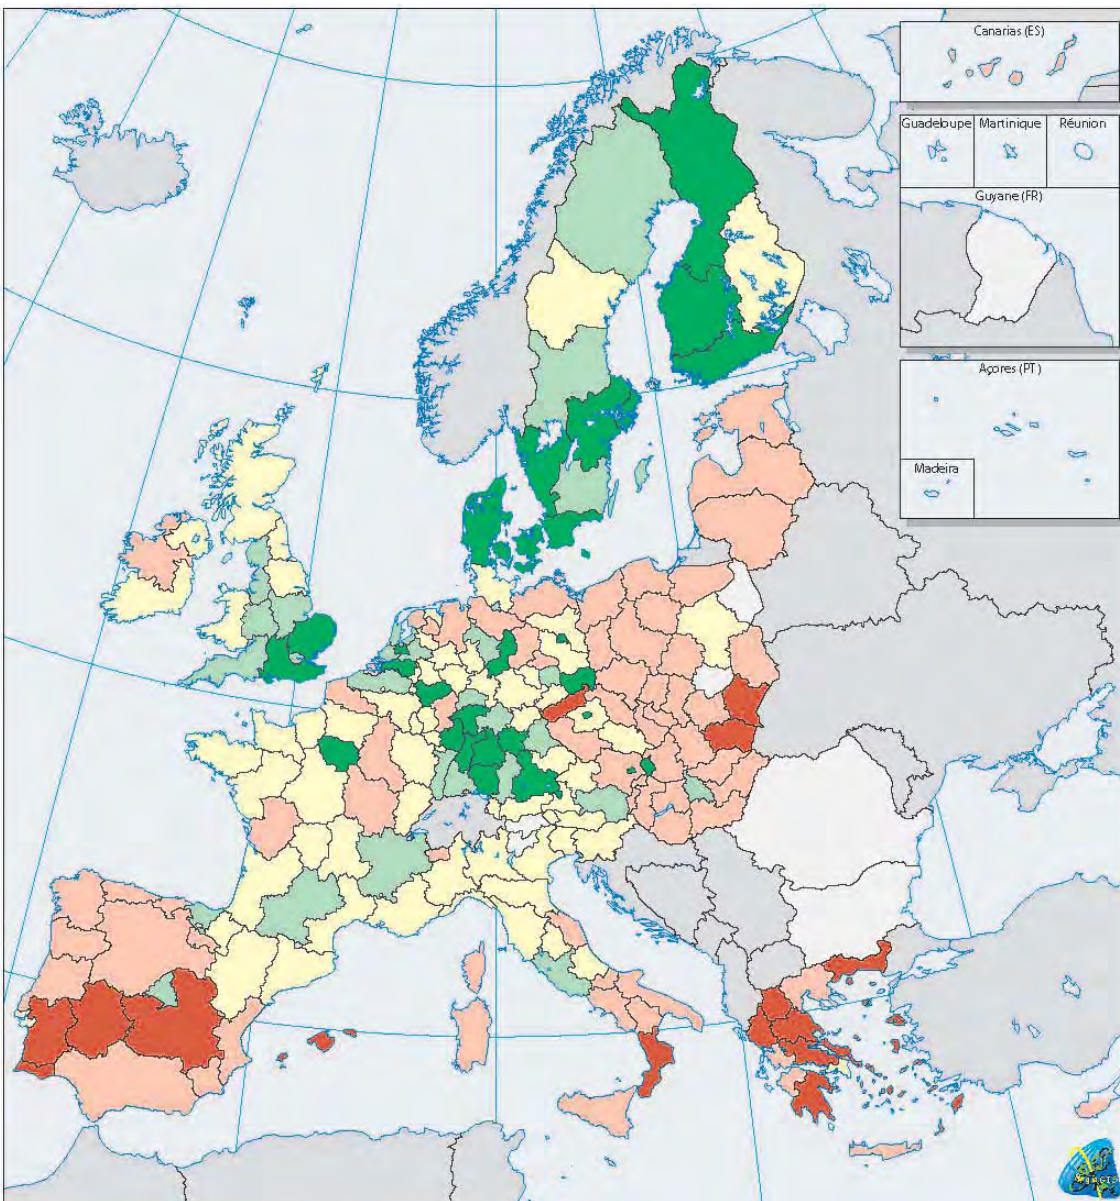 Canarias (ES)
Guadeloupe
Martinique
Réunion
Guyane (FR)
Açores (PT)
Madeira